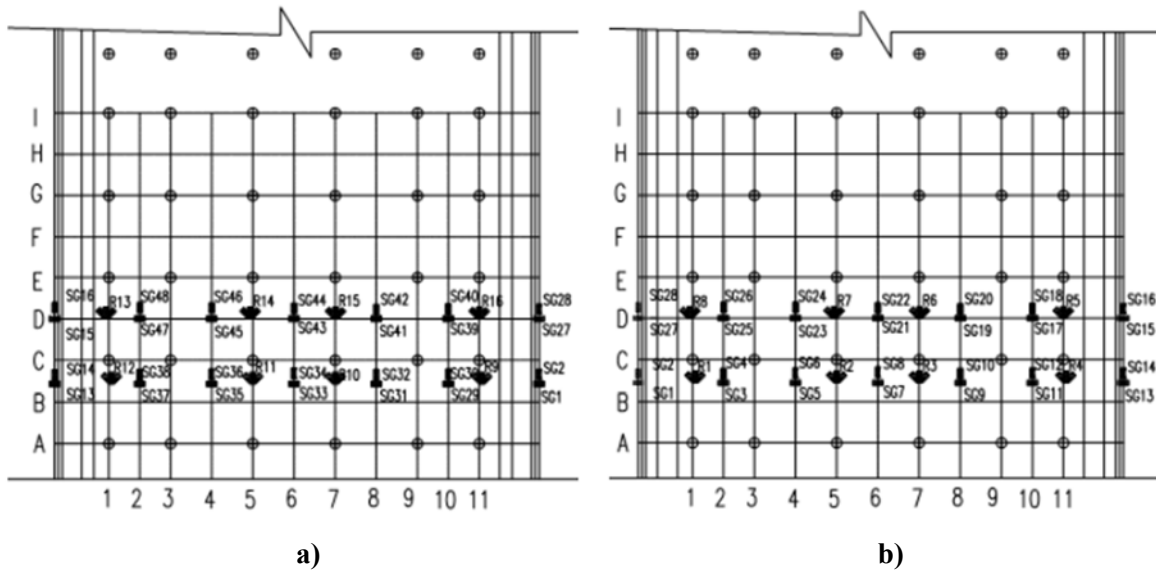 I
H
G
F
E
SG16 R13 SG48 SG46 R14 SG44 R15 SG42 SG40 R16 SG28
D
SG15 SG47 SG45 SG43 SG41 SG39 SG27
C
SG14 R12 SG38 SG36 R11 SG34 R10 SG32 R9 SG2
SG13 SG37 SG35 SG33 SG31 SG29 SG1
B
A
1 2 3 4 5 6 7 8 9 10 11
a)
I
H
G
F
E
SG28 R8 SG26 SG24 R7 SG22 R6 SG20 SG18 R5 SG16
D
SG27 SG25 SG23 SG21 SG19 SG17 SG15
C
SG2 R1 SG4 SG6 R2 SG8 R3 SG10 SG12 R4 SG14
SG1 SG3 SG5 SG7 SG9 SG11 SG13
B
A
1 2 3 4 5 6 7 8 9 10 11
b)